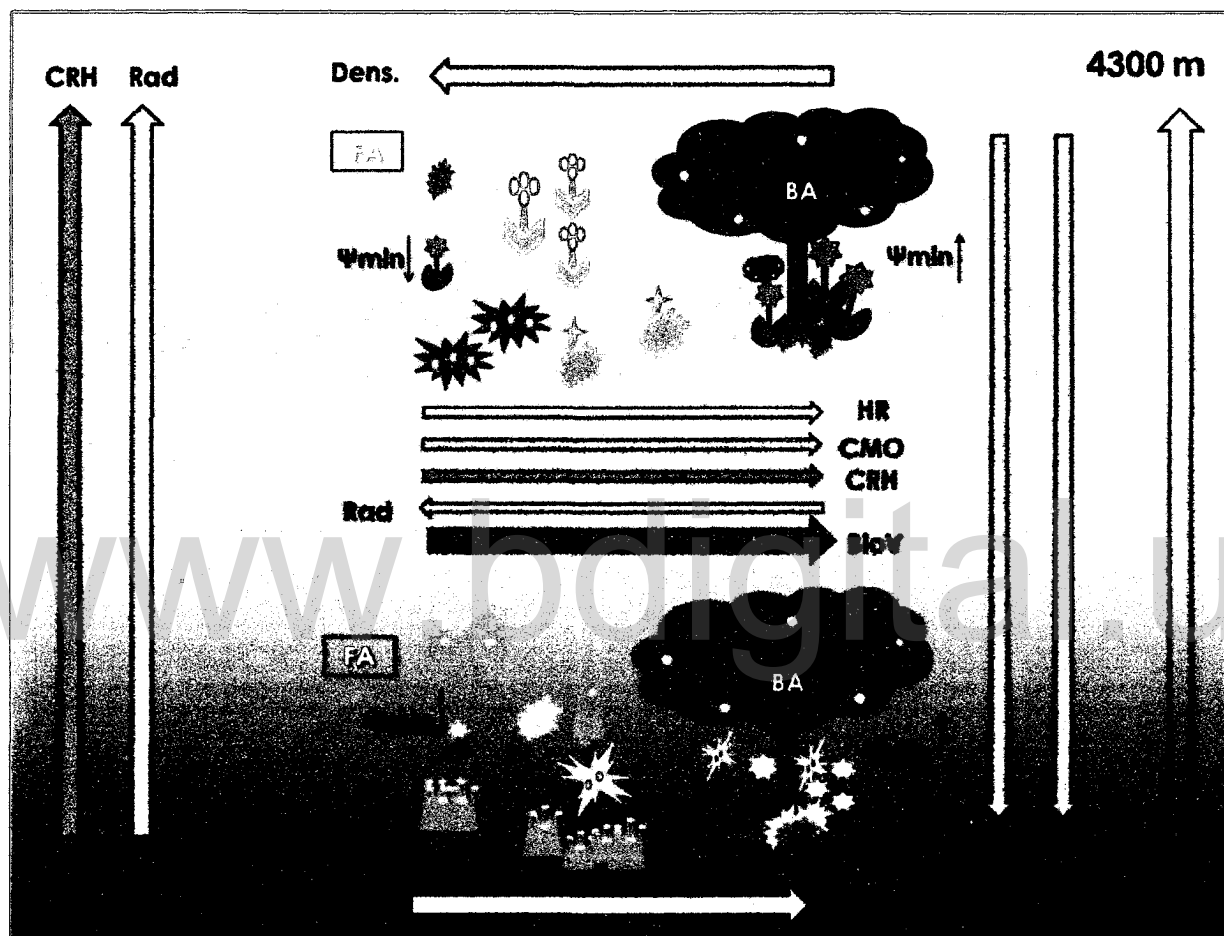 CRH Rad Dens. 4300 m
FA
BA
Ψmin Ψmin
HR
CMO
CRH
Rad
BioV
www.bdigital.u
FA
BA